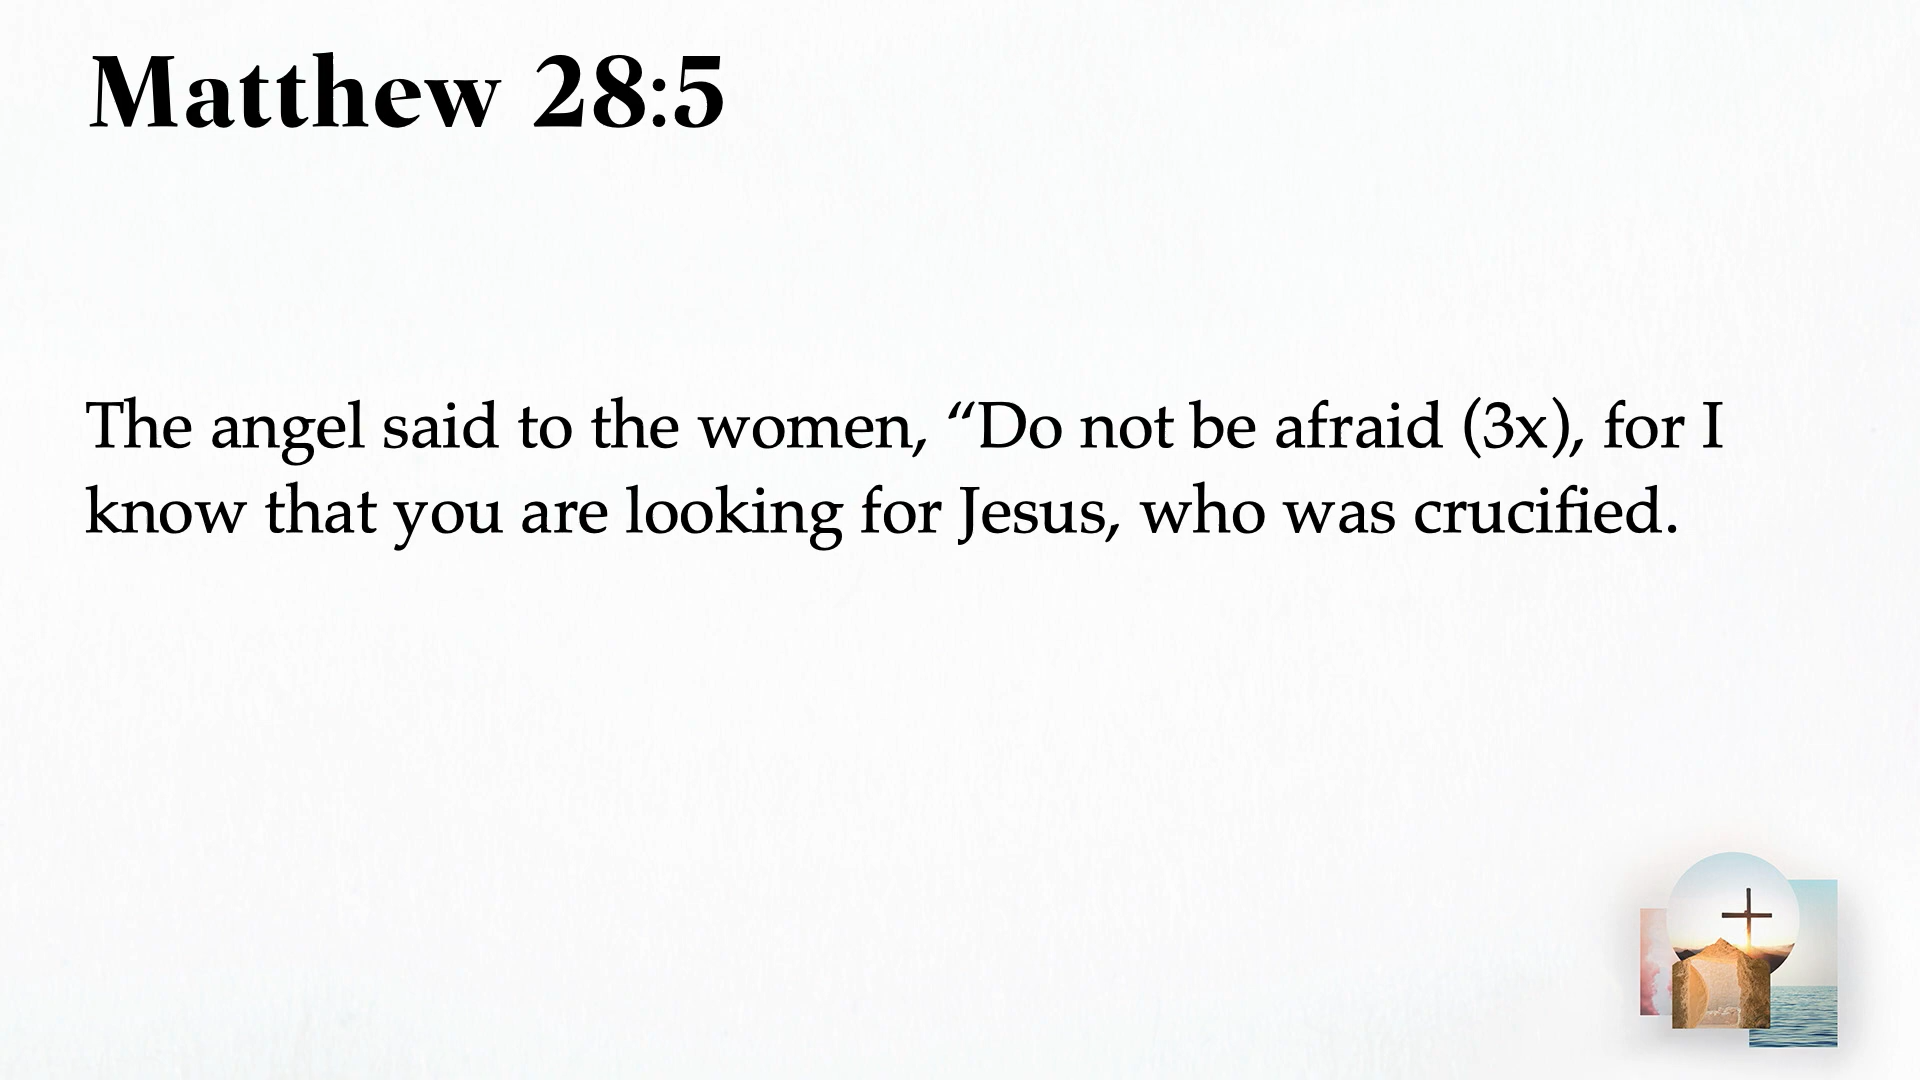 Matthew 28:5
The angel said to the women, “Do not be afraid (3x), for I
know that you are looking for Jesus, who was crucified.